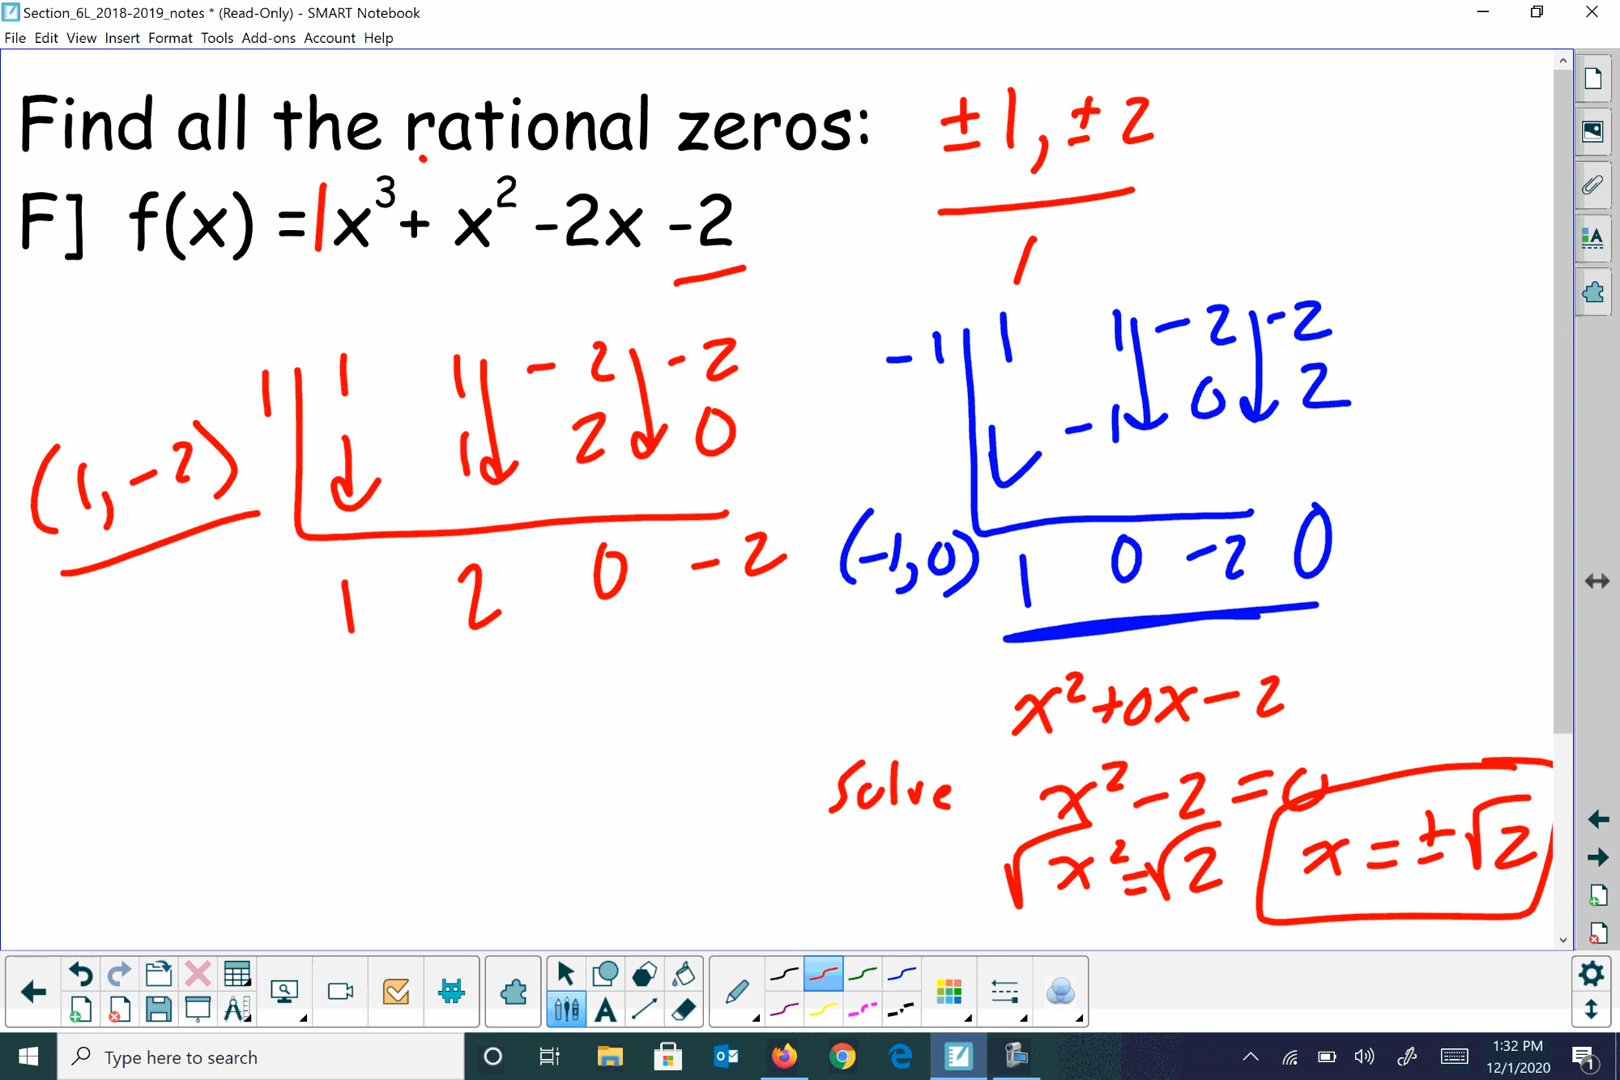 Section_6L_2018-2019_notes * (Read-Only) - SMART Notebook
File Edit View Insert Format Tools Add-ons Account Help
Find all the rational zeros:
± 1, ± 2
1
F] f(x) = 1x³ + x² -2x -2
1 1 1 -2 -2
1 2 0
1 2 0 -2
(1, -2)
-1 1 1 -2 -2
-1 0 2
1 0 -2 0
(-1, 0)
x² + 0x - 2
Solve x² - 2 = 0
√x² = √2
x = ± √2
Type here to search
1:32 PM
12/1/2020
1